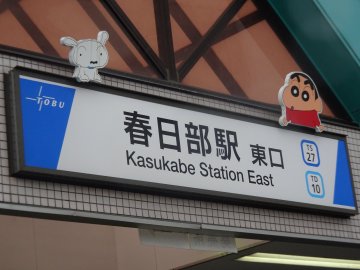 TOBU
春日部駅 東口
Kasukabe Station East
TS
27
TD
10